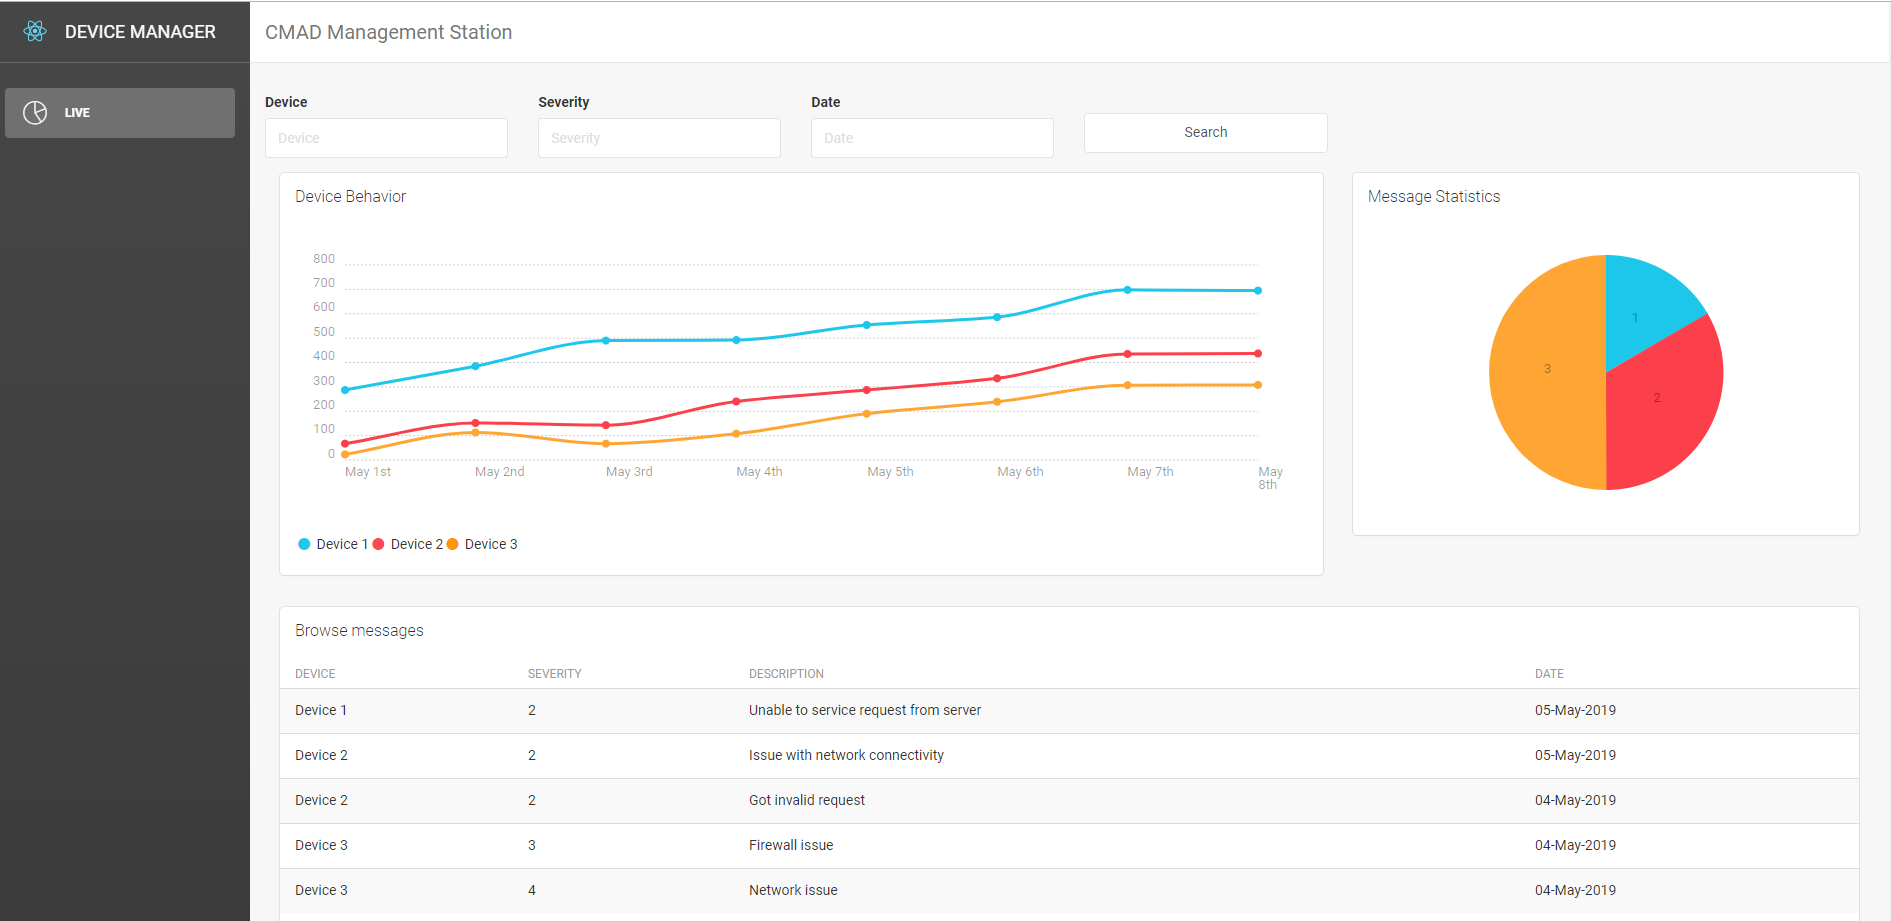 DEVICE MANAGER
CMAD Management Station
LIVE
Device Severity Date
Device Severity Date Search
Device Behavior
800
700
600
500
400
300
200
100
0
May 1st May 2nd May 3rd May 4th May 5th May 6th May 7th May 8th
Device 1 Device 2 Device 3
Message Statistics
1
2
3
Browse messages
DEVICE SEVERITY DESCRIPTION DATE
Device 1 2 Unable to service request from server 05-May-2019
Device 2 2 Issue with network connectivity 05-May-2019
Device 2 2 Got invalid request 04-May-2019
Device 3 3 Firewall issue 04-May-2019
Device 3 4 Network issue 04-May-2019